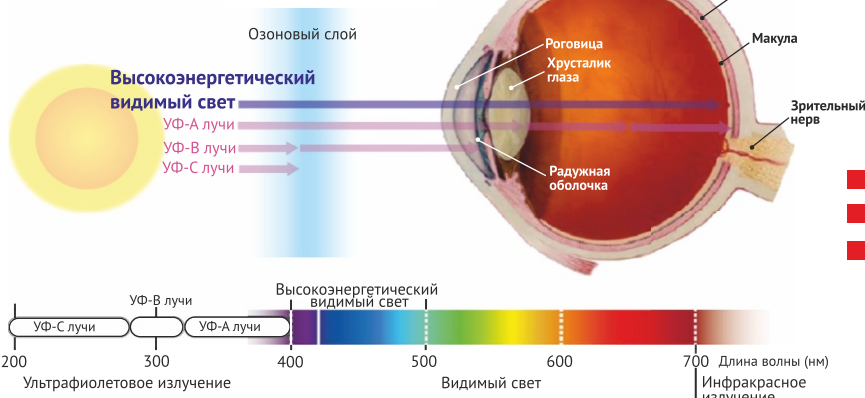 Озоновый слой
Роговица
Хрусталик
глаза
Макула
Высокоэнергетический
видимый свет
УФ-А лучи
УФ-В лучи
УФ-С лучи
Зрительный
нерв
Радужная
оболочка
Высокоэнергетический
видимый свет
УФ-В лучи
УФ-С лучи
УФ-А лучи
200
300
400
500
600
700
Длина волны (нм)
Ультрафиолетовое излучение
Видимый свет
Инфракрасное
излучение